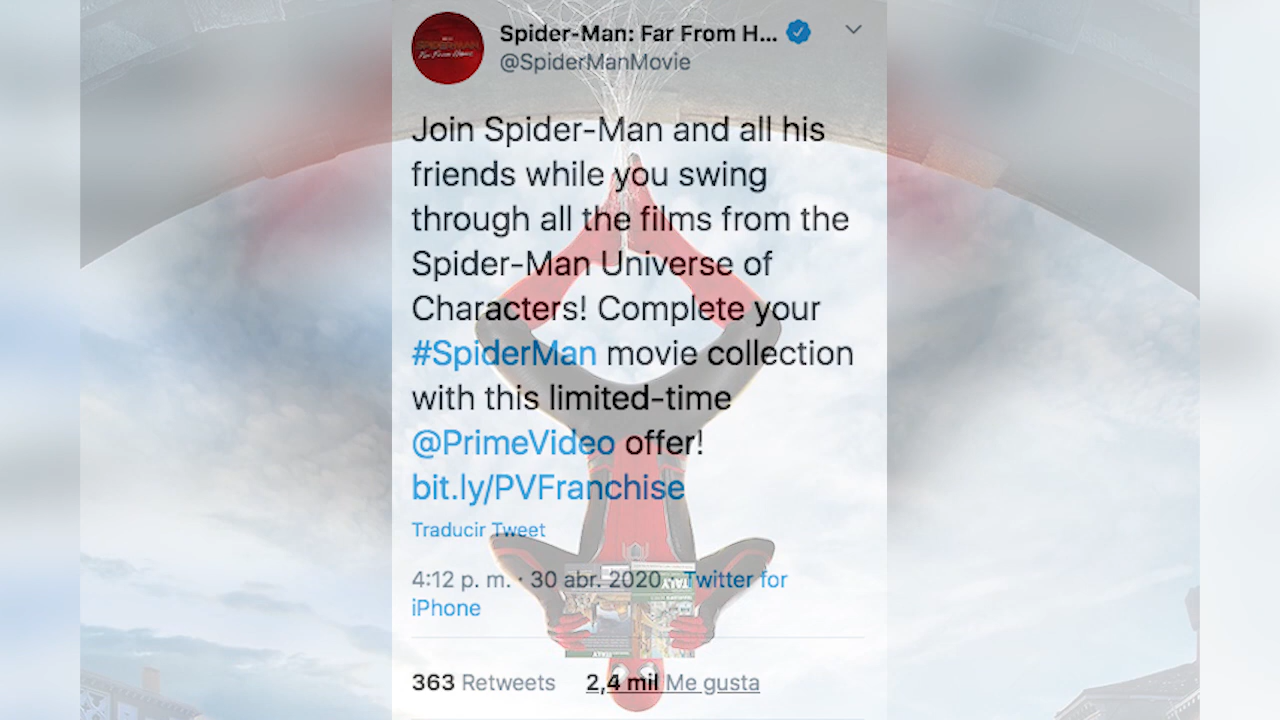 Spider-Man: Far From H...
@SpiderManMovie
Join Spider-Man and all his
friends while you swing
through all the films from the
Spider-Man Universe of
Characters! Complete your
#SpiderMan movie collection
with this limited-time
@PrimeVideo offer!
bit.ly/PVFranchise
Traducir Tweet
4:12 p. m. · 30 abr. 2020 · Twitter for
iPhone
ITALY
ITALY
363 Retweets 2,4 mil Me gusta